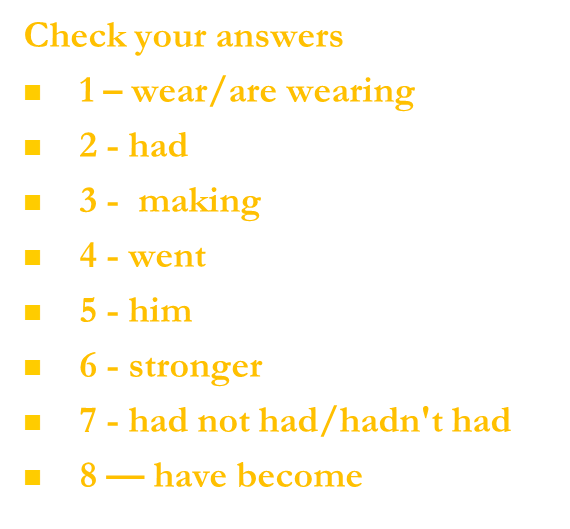 Check your answers
■ 1 – wear/are wearing
■ 2 - had
■ 3 - making
■ 4 - went
■ 5 - him
■ 6 - stronger
■ 7 - had not had/hadn't had
■ 8 — have become